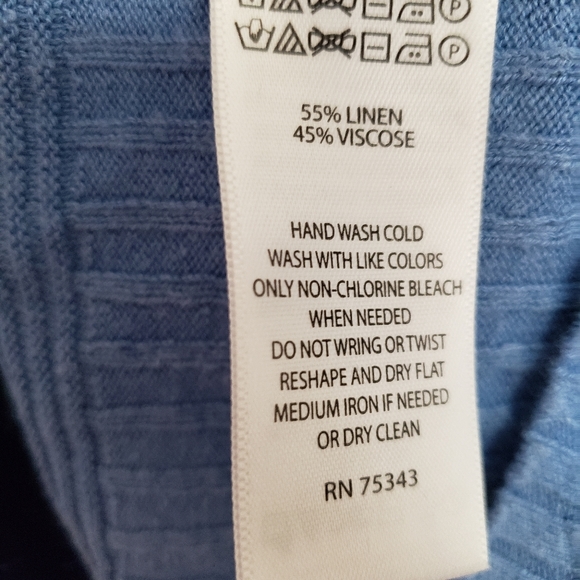 P
P
55% LINEN
45% VISCOSE
HAND WASH COLD
WASH WITH LIKE COLORS
ONLY NON-CHLORINE BLEACH
WHEN NEEDED
DO NOT WRING OR TWIST
RESHAPE AND DRY FLAT
MEDIUM IRON IF NEEDED
OR DRY CLEAN
RN 75343